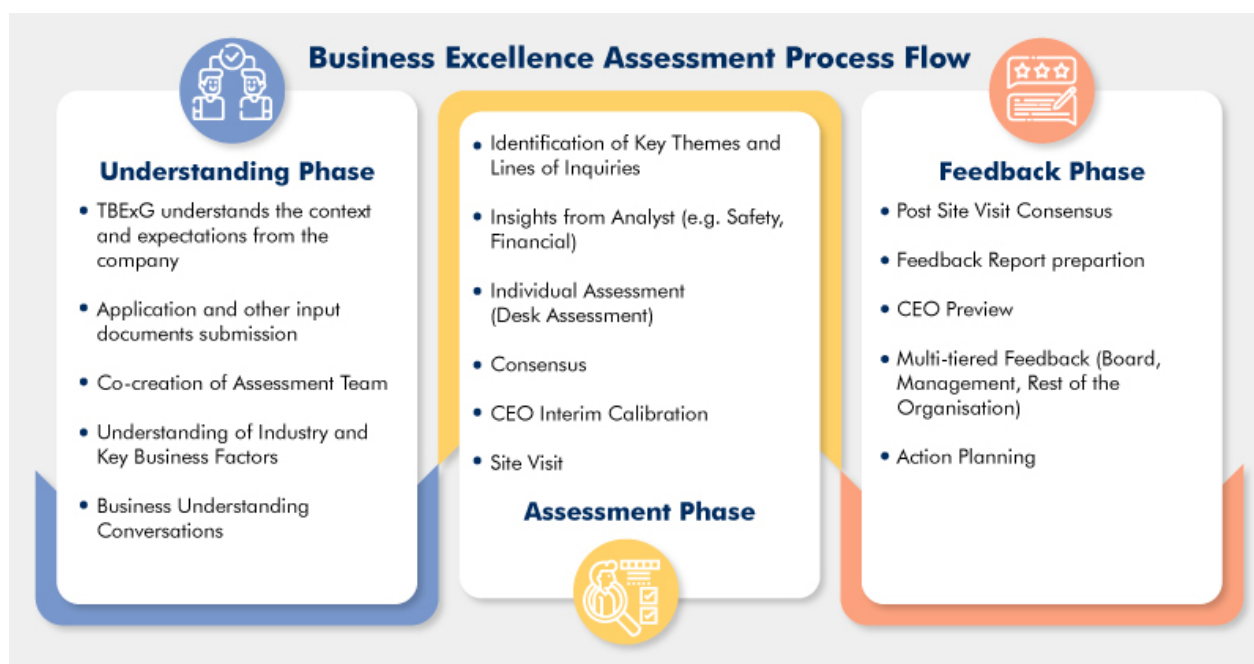 Business Excellence Assessment Process Flow
Understanding Phase
• TBExG understands the context
and expectations from the
company
• Application and other input
documents submission
• Co-creation of Assessment Team
• Understanding of Industry and
Key Business Factors
• Business Understanding
Conversations
• Identification of Key Themes and
Lines of Inquiries
• Insights from Analyst (e.g. Safety,
Financial)
• Individual Assessment
(Desk Assessment)
• Consensus
• CEO Interim Calibration
• Site Visit
Assessment Phase
Feedback Phase
• Post Site Visit Consensus
• Feedback Report prepartion
• CEO Preview
• Multi-tiered Feedback (Board,
Management, Rest of the
Organisation)
• Action Planning